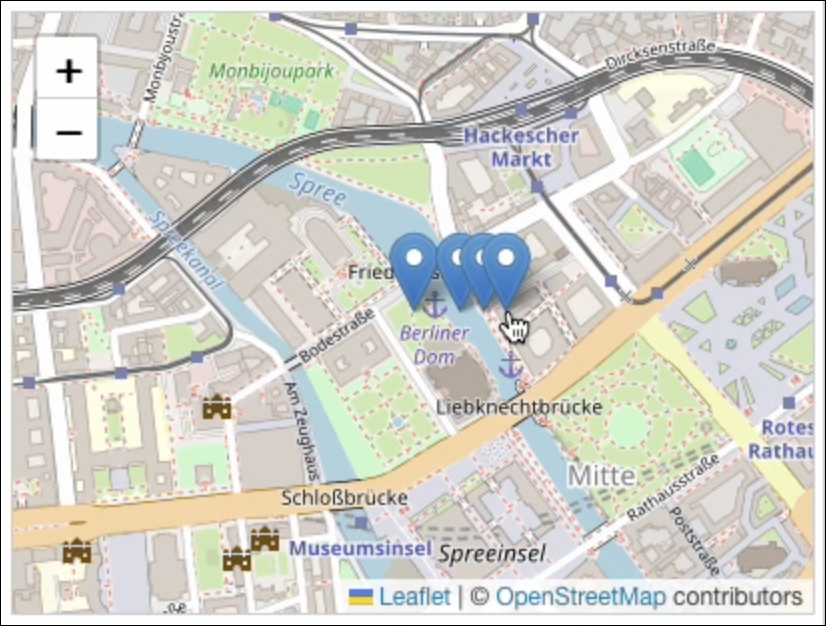 Monbijoustr
Dircksenstraße
+
Monbijoupark
−
Hackescher
Markt
Spree
Spreekanal
Fried
Berliner
Dom
Bodestraße
Am Zeughaus
Liebknechtbrücke
Rotes
Rathau
Mitte
Rathausstraße
Schloßbrücke
Poststraße
Museumsinsel
Spreeinsel
Leaflet | © OpenStreetMap contributors